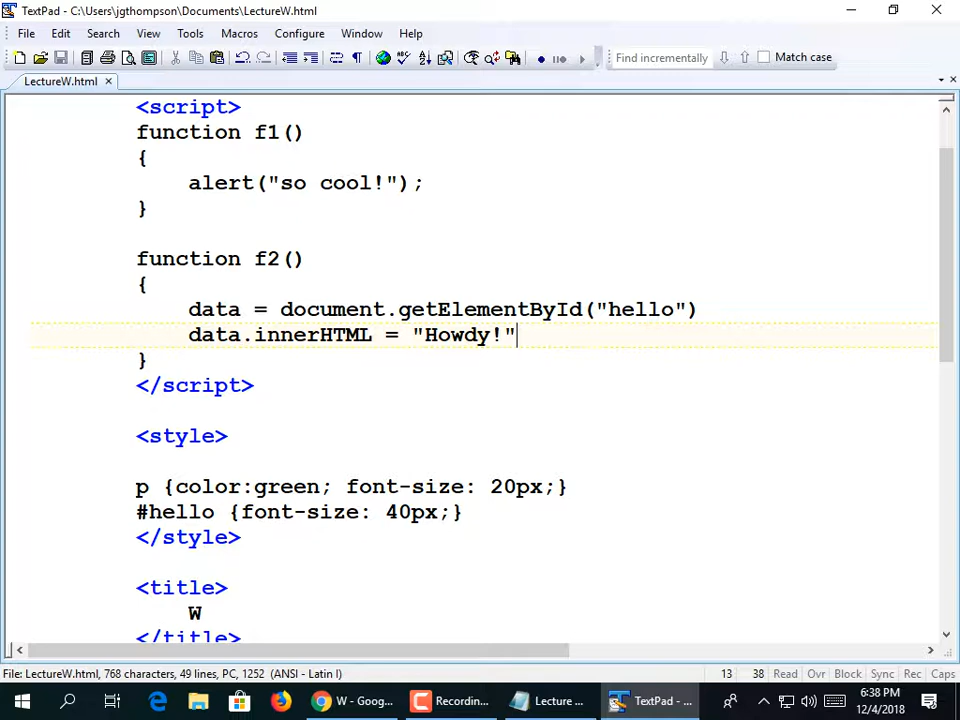 TextPad - C:\Users\jgthompson\Documents\LectureW.html
File Edit Search View Tools Macros Configure Window Help
Find incrementally Match case
LectureW.html
<script>
function f1()
{
alert("so cool!");
}
function f2()
{
data = document.getElementById("hello")
data.innerHTML = "Howdy!"
}
</script>
<style>
p {color:green; font-size: 20px;}
#hello {font-size: 40px;}
</style>
<title>
W
</title>
File: LectureW.html, 768 characters, 49 lines, PC, 1252 (ANSI - Latin I) 13 38 Read Ovr Block Sync Rec Caps
W - Goog... Recording... Lecture ... TextPad - ... 6:38 PM
12/4/2018